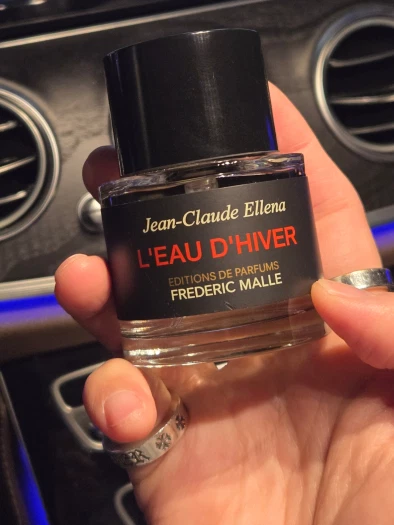 Jean-Claude Ellena
L'EAU D'HIVER
EDITIONS DE PARFUMS
FREDERIC MALLE